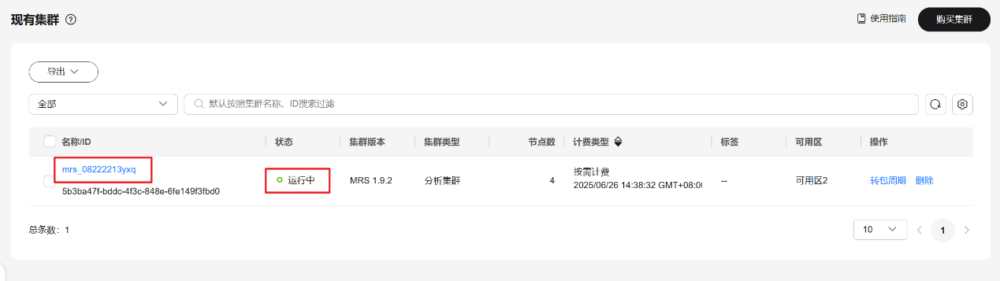 现有集群 ?
使用指南
购买集群
导出
全部
默认按照集群名称、ID搜索过滤
名称/ID 状态 集群版本 集群类型 节点数 计费类型 标签 可用区 操作
mrs_08222213yxq
5b3ba47f-bddc-4f3c-848e-6fe149f3fbd0
运行中 MRS 1.9.2 分析集群 4
按需计费
2025/06/26 14:38:32 GMT+08:0
-- 可用区2 转包周期 删除
总条数：1
10 1